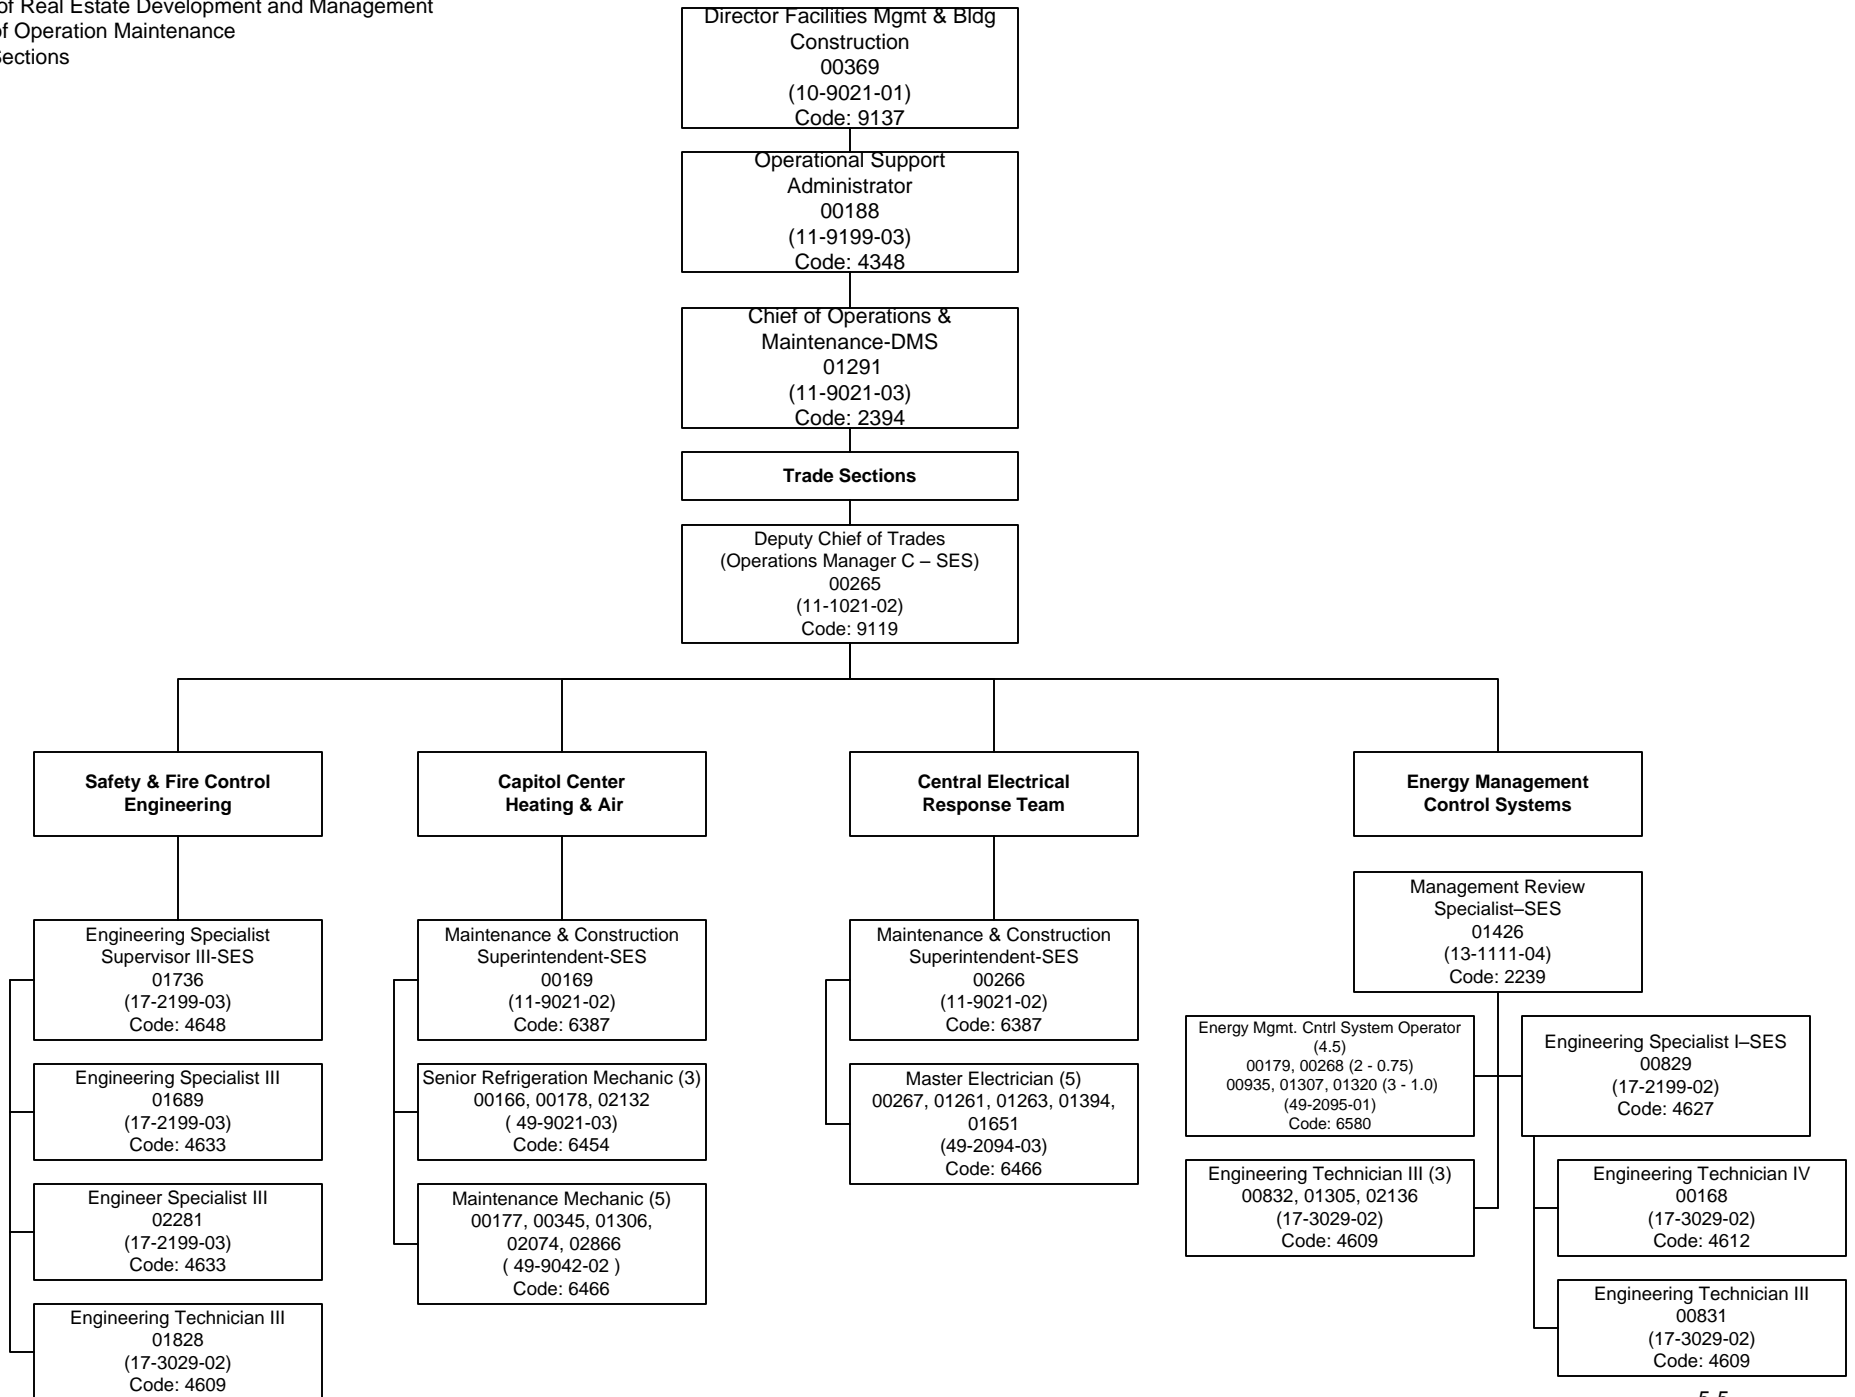 of Real Estate Development and Management
of Operation Maintenance
Sections
Director Facilities Mgmt & Bldg
Construction
00369
(10-9021-01)
Code: 9137
Operational Support
Administrator
00188
(11-9199-03)
Code: 4348
Chief of Operations &
Maintenance-DMS
01291
(11-9021-03)
Code: 2394
Trade Sections
Deputy Chief of Trades
(Operations Manager C – SES)
00265
(11-1021-02)
Code: 9119
Safety & Fire Control
Engineering
Engineering Specialist
Supervisor III-SES
01736
(17-2199-03)
Code: 4648
Engineering Specialist III
01689
(17-2199-03)
Code: 4633
Engineer Specialist III
02281
(17-2199-03)
Code: 4633
Engineering Technician III
01828
(17-3029-02)
Code: 4609
Capitol Center
Heating & Air
Maintenance & Construction
Superintendent-SES
00169
(11-9021-02)
Code: 6387
Senior Refrigeration Mechanic (3)
00166, 00178, 02132
( 49-9021-03)
Code: 6454
Maintenance Mechanic (5)
00177, 00345, 01306,
02074, 02866
( 49-9042-02 )
Code: 6466
Central Electrical
Response Team
Maintenance & Construction
Superintendent-SES
00266
(11-9021-02)
Code: 6387
Master Electrician (5)
00267, 01261, 01263, 01394,
01651
(49-2094-03)
Code: 6466
Energy Management
Control Systems
Management Review
Specialist–SES
01426
(13-1111-04)
Code: 2239
Energy Mgmt. Cntrl System Operator
(4.5)
00179, 00268 (2 - 0.75)
00935, 01307, 01320 (3 - 1.0)
(49-2095-01)
Code: 6580
Engineering Technician III (3)
00832, 01305, 02136
(17-3029-02)
Code: 4609
Engineering Specialist I–SES
00829
(17-2199-02)
Code: 4627
Engineering Technician IV
00168
(17-3029-02)
Code: 4612
Engineering Technician III
00831
(17-3029-02)
Code: 4609